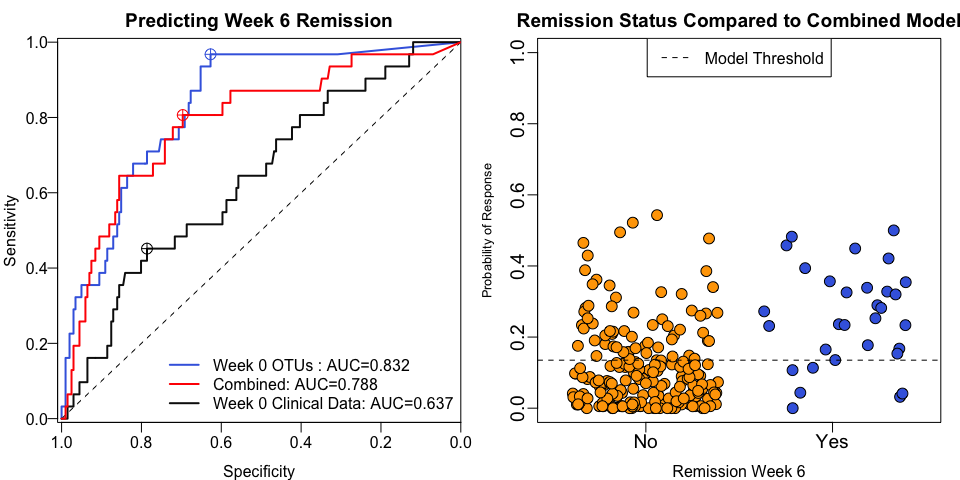 Predicting Week 6 Remission
Sensitivity
1.0
0.8
0.6
0.4
0.2
0.0
Week 0 OTUs : AUC=0.832
Combined: AUC=0.788
Week 0 Clinical Data: AUC=0.637
1.0 0.8 0.6 0.4 0.2 0.0
Specificity
Remission Status Compared to Combined Model
Model Threshold
Probability of Response
1.0
0.8
0.6
0.4
0.2
0.0
No Yes
Remission Week 6